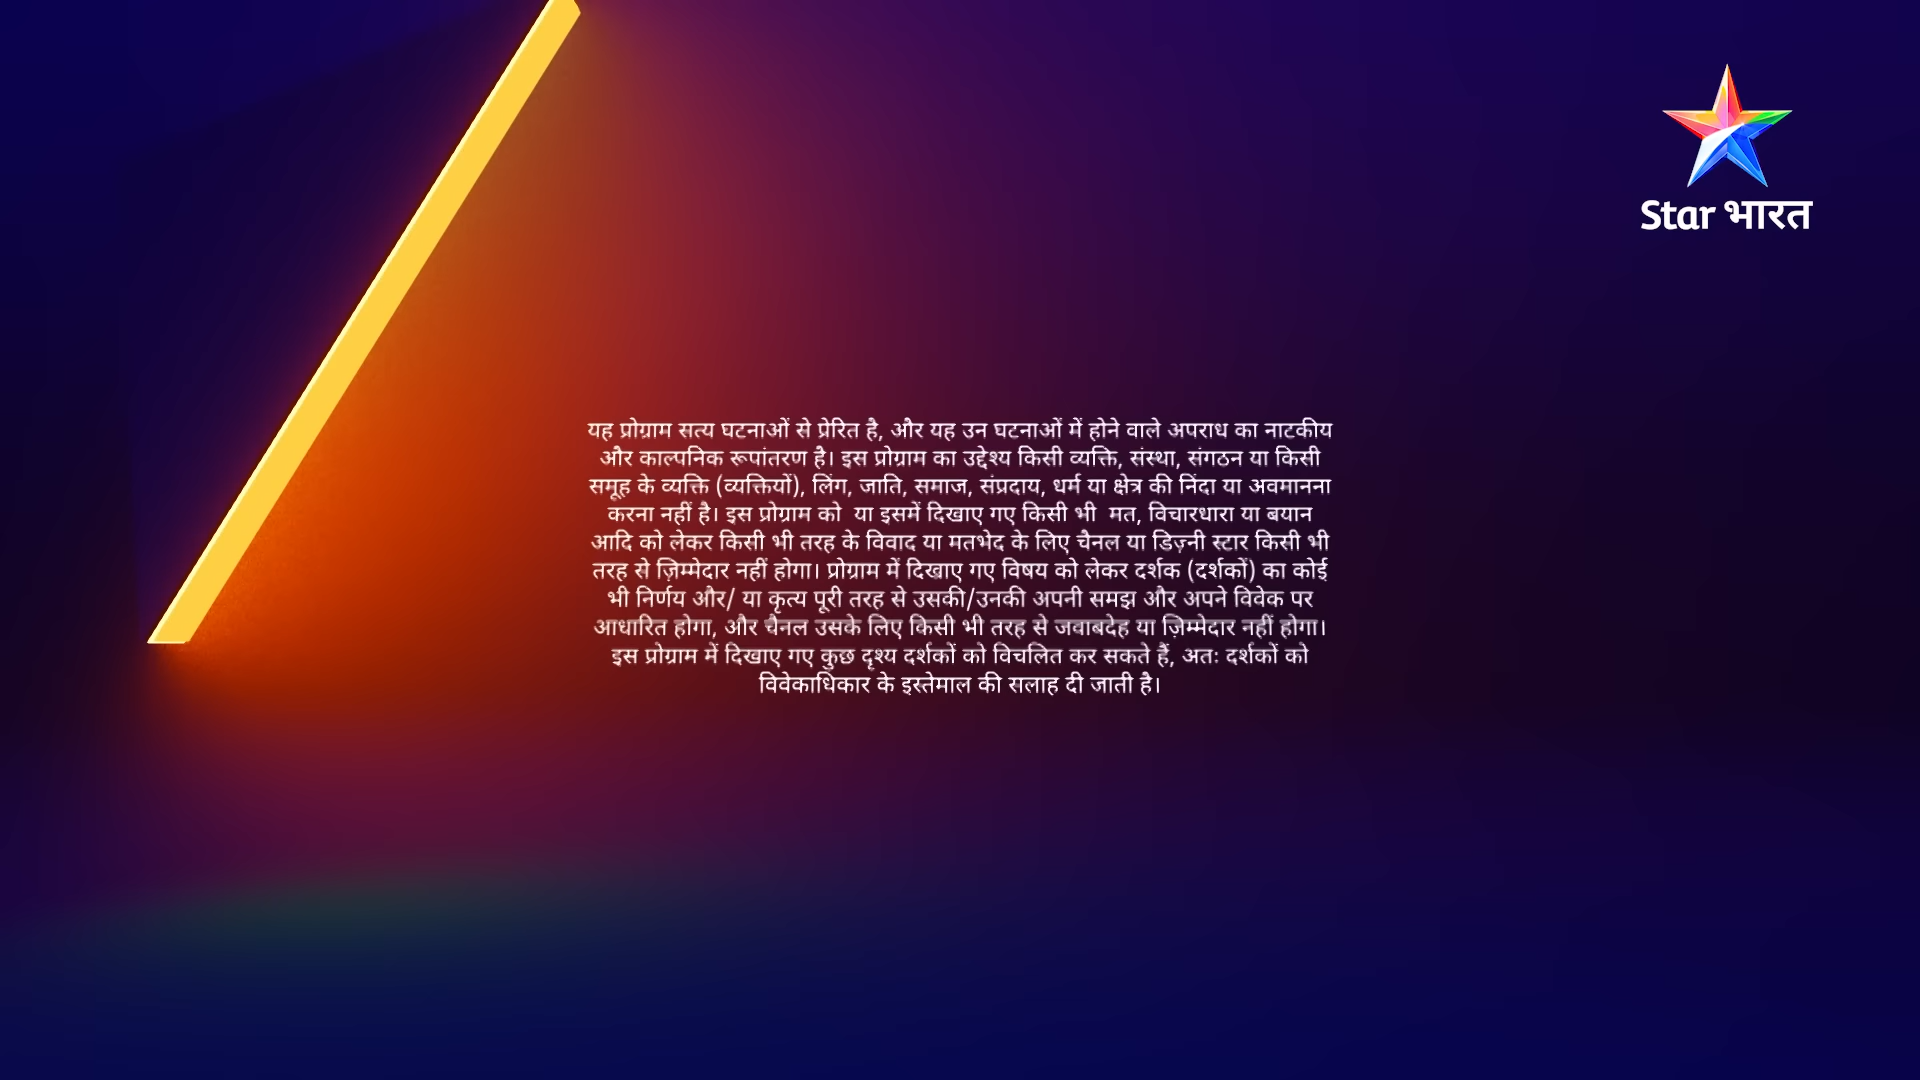 Star भारत
यह प्रोग्राम सत्य घटनाओं से प्रेरित है, और यह उन घटनाओं में होने वाले अपराध का नाटकीय
और काल्पनिक रूपांतरण है। इस प्रोग्राम का उद्देश्य किसी व्यक्ति, संस्था, संगठन या किसी
समूह के व्यक्ति (व्यक्तियों), लिंग, जाति, समाज, संप्रदाय, धर्म या क्षेत्र की निंदा या अवमानना
करना नहीं है। इस प्रोग्राम को या इसमें दिखाए गए किसी भी मत, विचारधारा या बयान
आदि को लेकर किसी भी तरह के विवाद या मतभेद के लिए चैनल या डिज़्नी स्टार किसी भी
तरह से ज़िम्मेदार नहीं होगा। प्रोग्राम में दिखाए गए विषय को लेकर दर्शक (दर्शकों) का कोई
भी निर्णय और/ या कृत्य पूरी तरह से उसकी/उनकी अपनी समझ और अपने विवेक पर
आधारित होगा, और चैनल उसके लिए किसी भी तरह से जवाबदेह या ज़िम्मेदार नहीं होगा।
इस प्रोग्राम में दिखाए गए कुछ दृश्य दर्शकों को विचलित कर सकते हैं, अतः दर्शकों को
विवेकाधिकार के इस्तेमाल की सलाह दी जाती है।